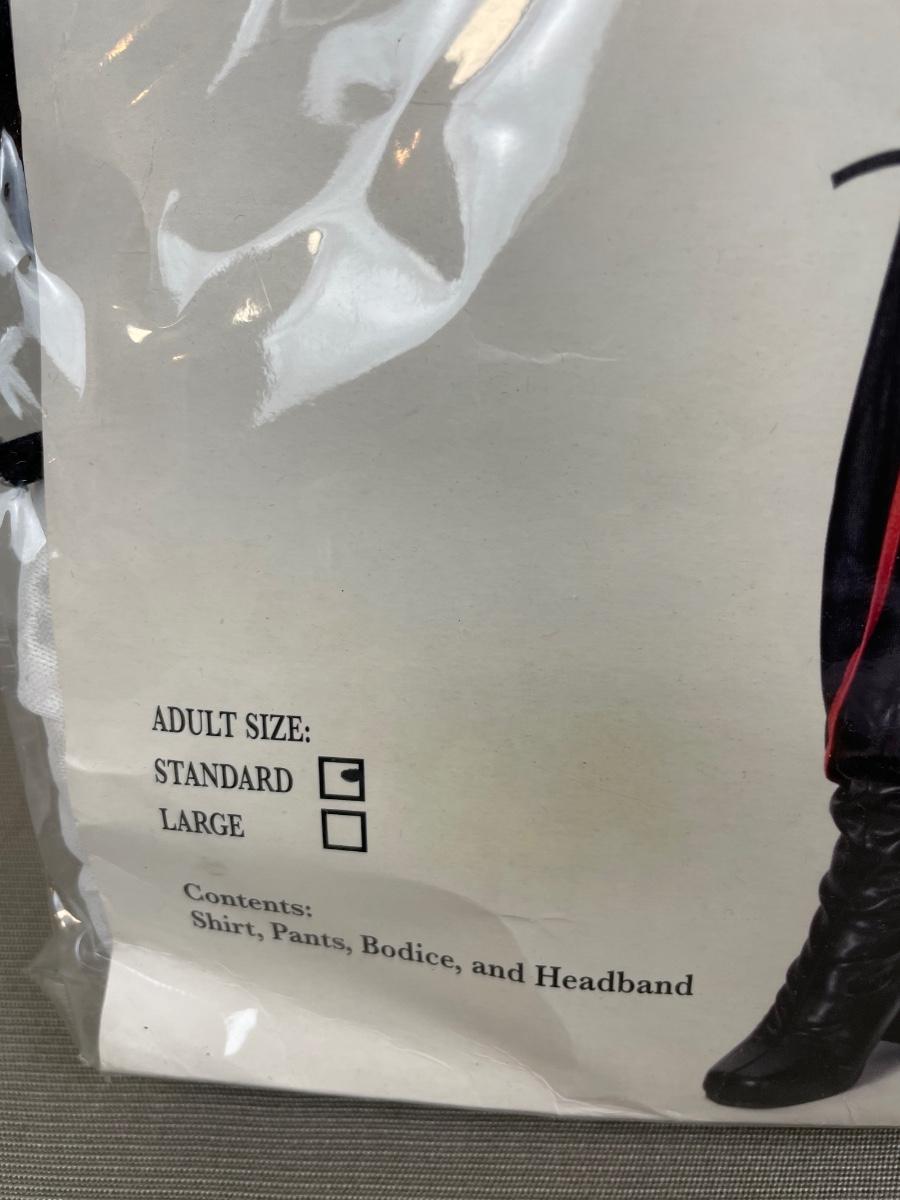 ADULT SIZE:
STANDARD
LARGE
Contents:
Shirt, Pants, Bodice, and Headband